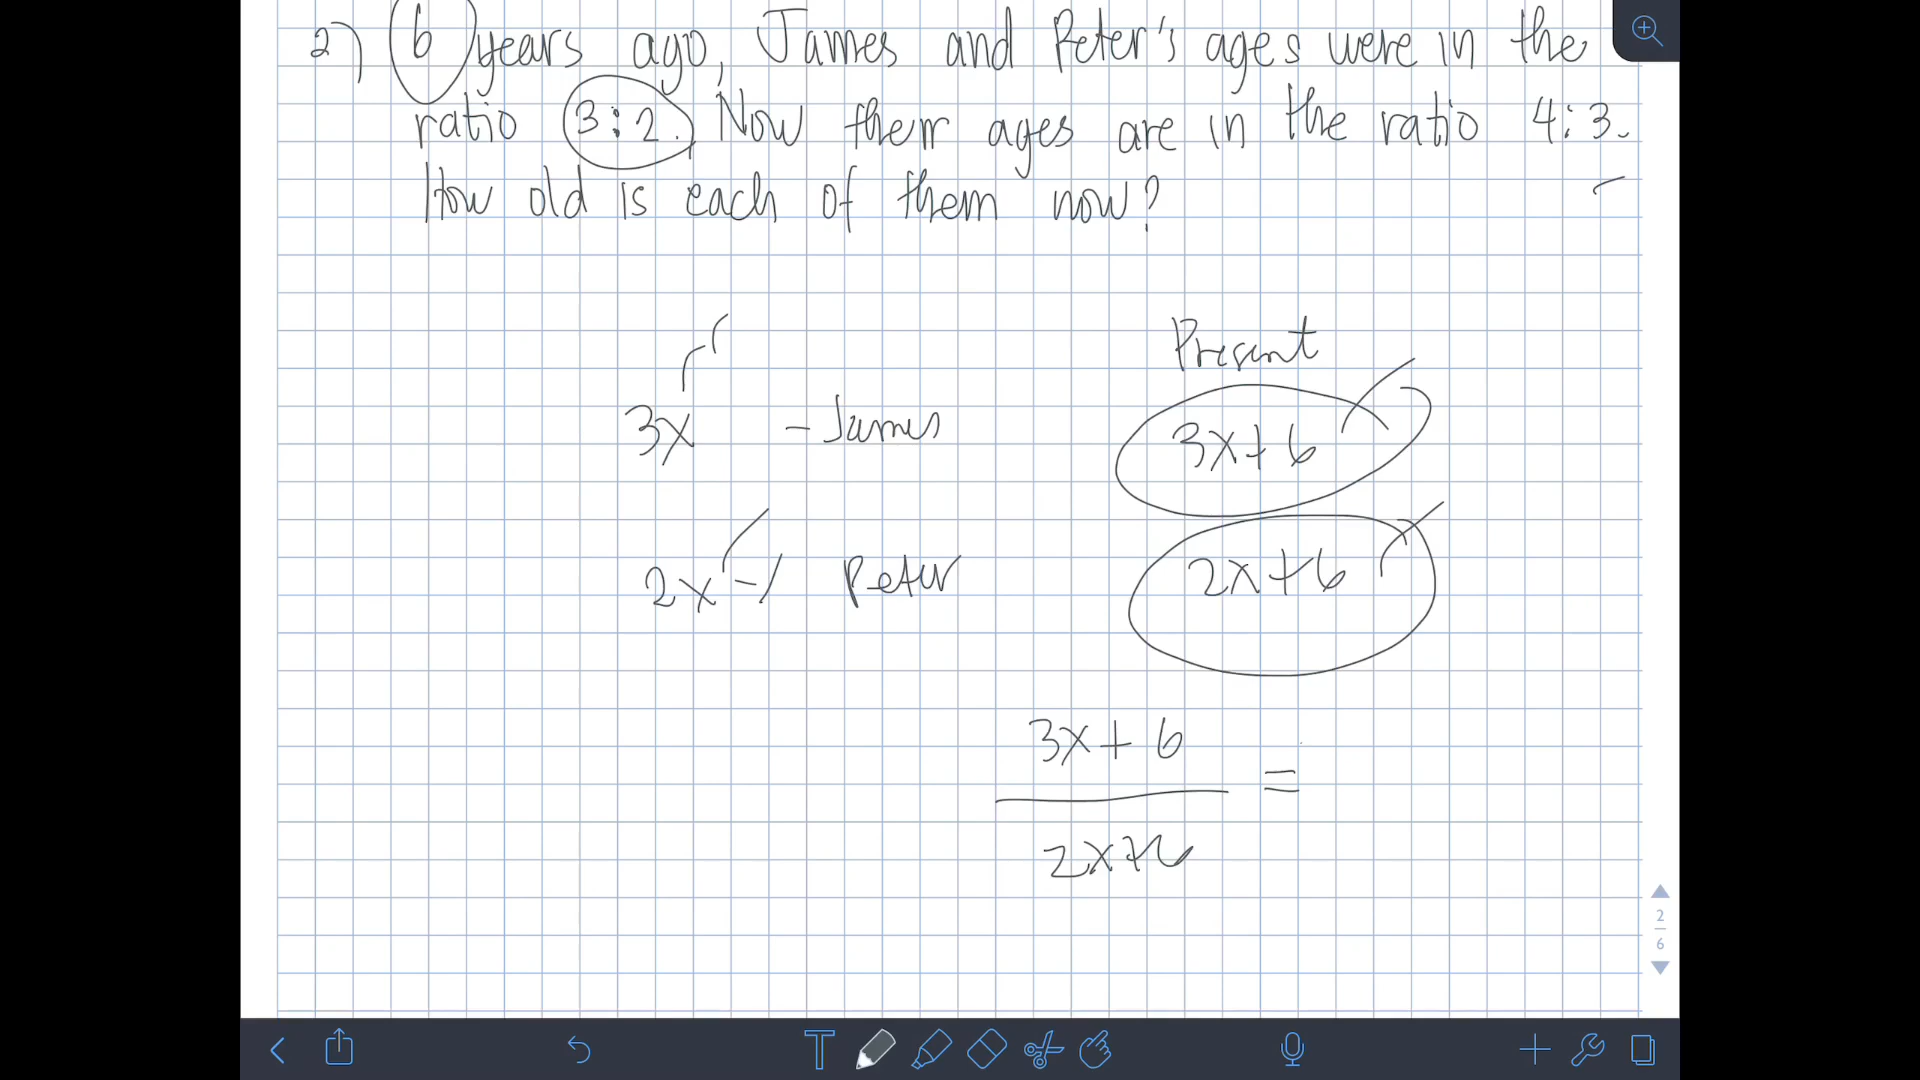 2) 6 years ago, James and Peter's ages were in the
ratio 3:2. Now their ages are in the ratio 4:3.
How old is each of them now?
Present
3x - James 3x+6
2x - Peter 2x+6
3x+6
=
2x+6
2
6